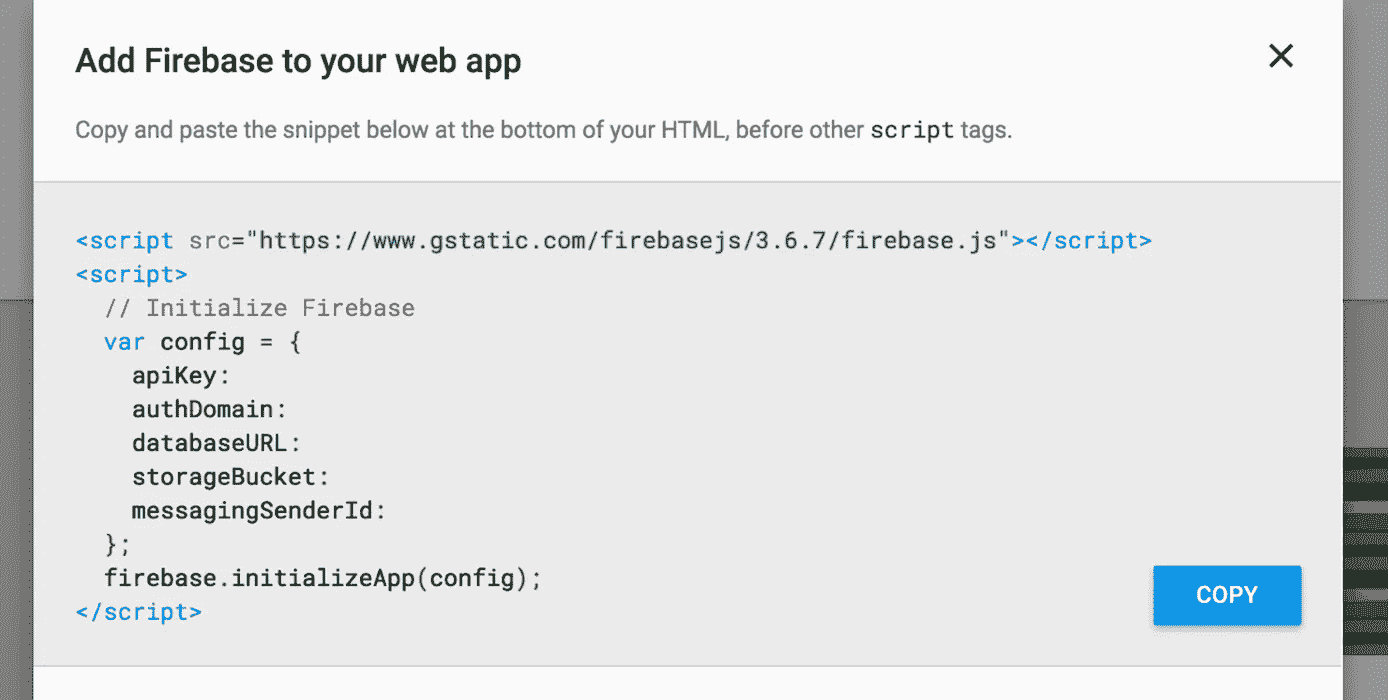 Add Firebase to your web app
Copy and paste the snippet below at the bottom of your HTML, before other script tags.
<script src="https://www.gstatic.com/firebasejs/3.6.7/firebase.js"></script>
<script>
  // Initialize Firebase
  var config = {
    apiKey:
    authDomain:
    databaseURL:
    storageBucket:
    messagingSenderId:
  };
  firebase.initializeApp(config);
</script>
COPY